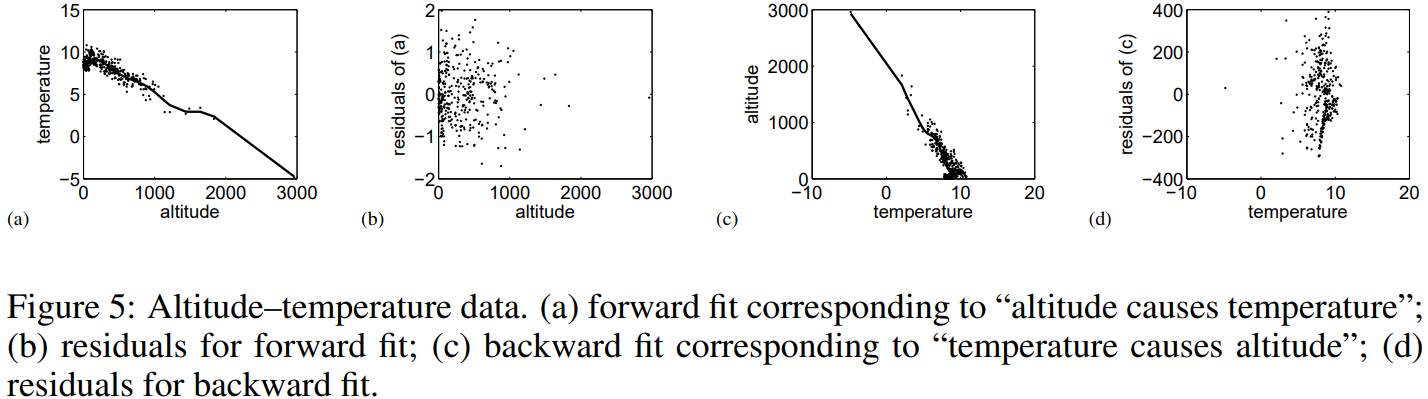 15
10
5
0
−5
0
1000
2000
3000
temperature
altitude
(a)
2
1
0
−1
−2
0
1000
2000
3000
residuals of (a)
altitude
(b)
3000
2000
1000
0
−10
0
10
20
altitude
temperature
(c)
400
200
0
−200
−400
−10
0
10
20
residuals of (c)
temperature
(d)
Figure 5: Altitude–temperature data. (a) forward fit corresponding to “altitude causes temperature”;
(b) residuals for forward fit; (c) backward fit corresponding to “temperature causes altitude”; (d)
residuals for backward fit.